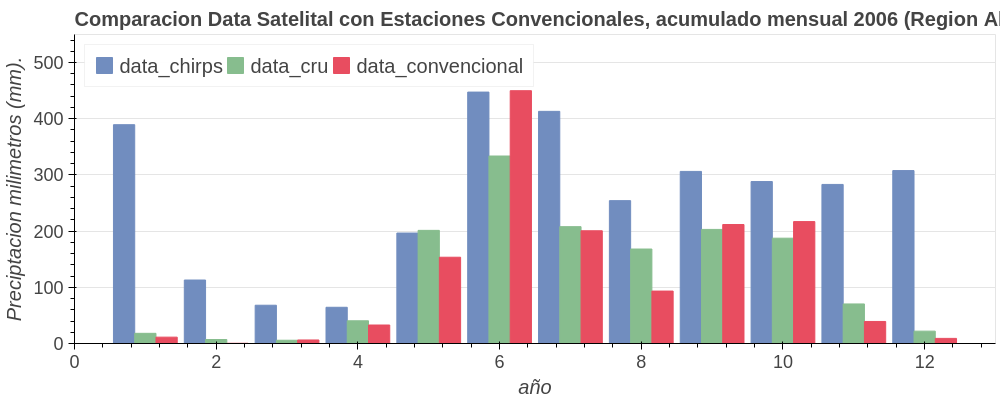 Comparacion Data Satelital con Estaciones Convencionales, acumulado mensual 2006 (Region Al
data_chirps data_cru data_convencional
Preciptacion milimetros (mm).
500
400
300
200
100
0
0 2 4 6 8 10 12
año